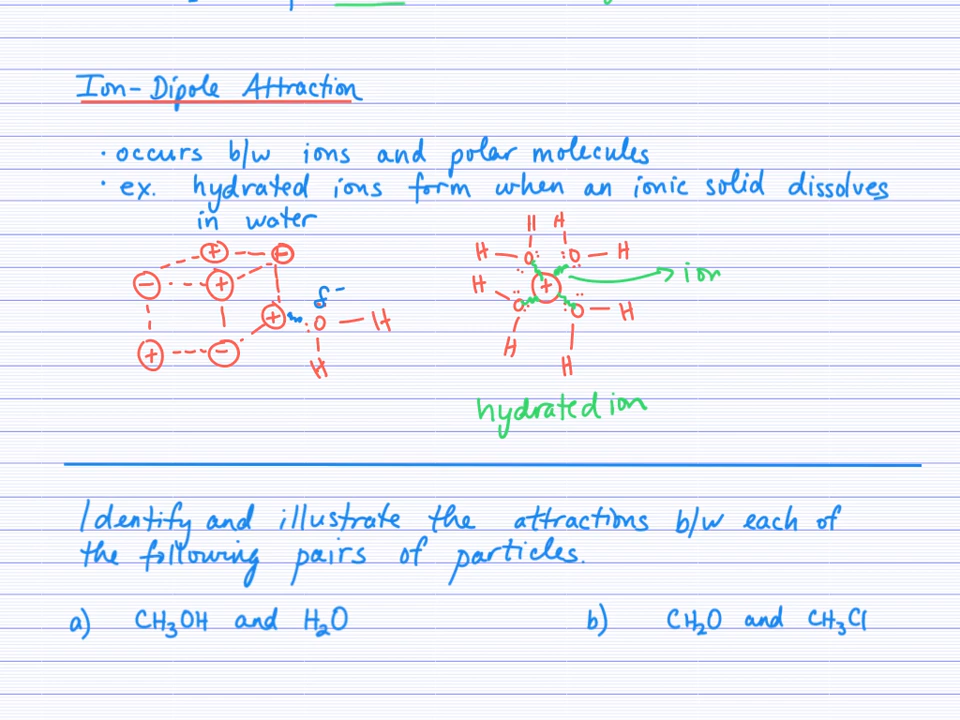 Ion-Dipole Attraction
· occurs b/w ions and polar molecules
· ex. hydrated ions form when an ionic solid dissolves
in water
H H
H O O H
+ - - + + ion
H O O H
δ-
+ O H
+ - H H H
hydrated ion
Identify and illustrate the attractions b/w each of
the following pairs of particles.
a) CH₃OH and H₂O b) CH₂O and CH₃Cl